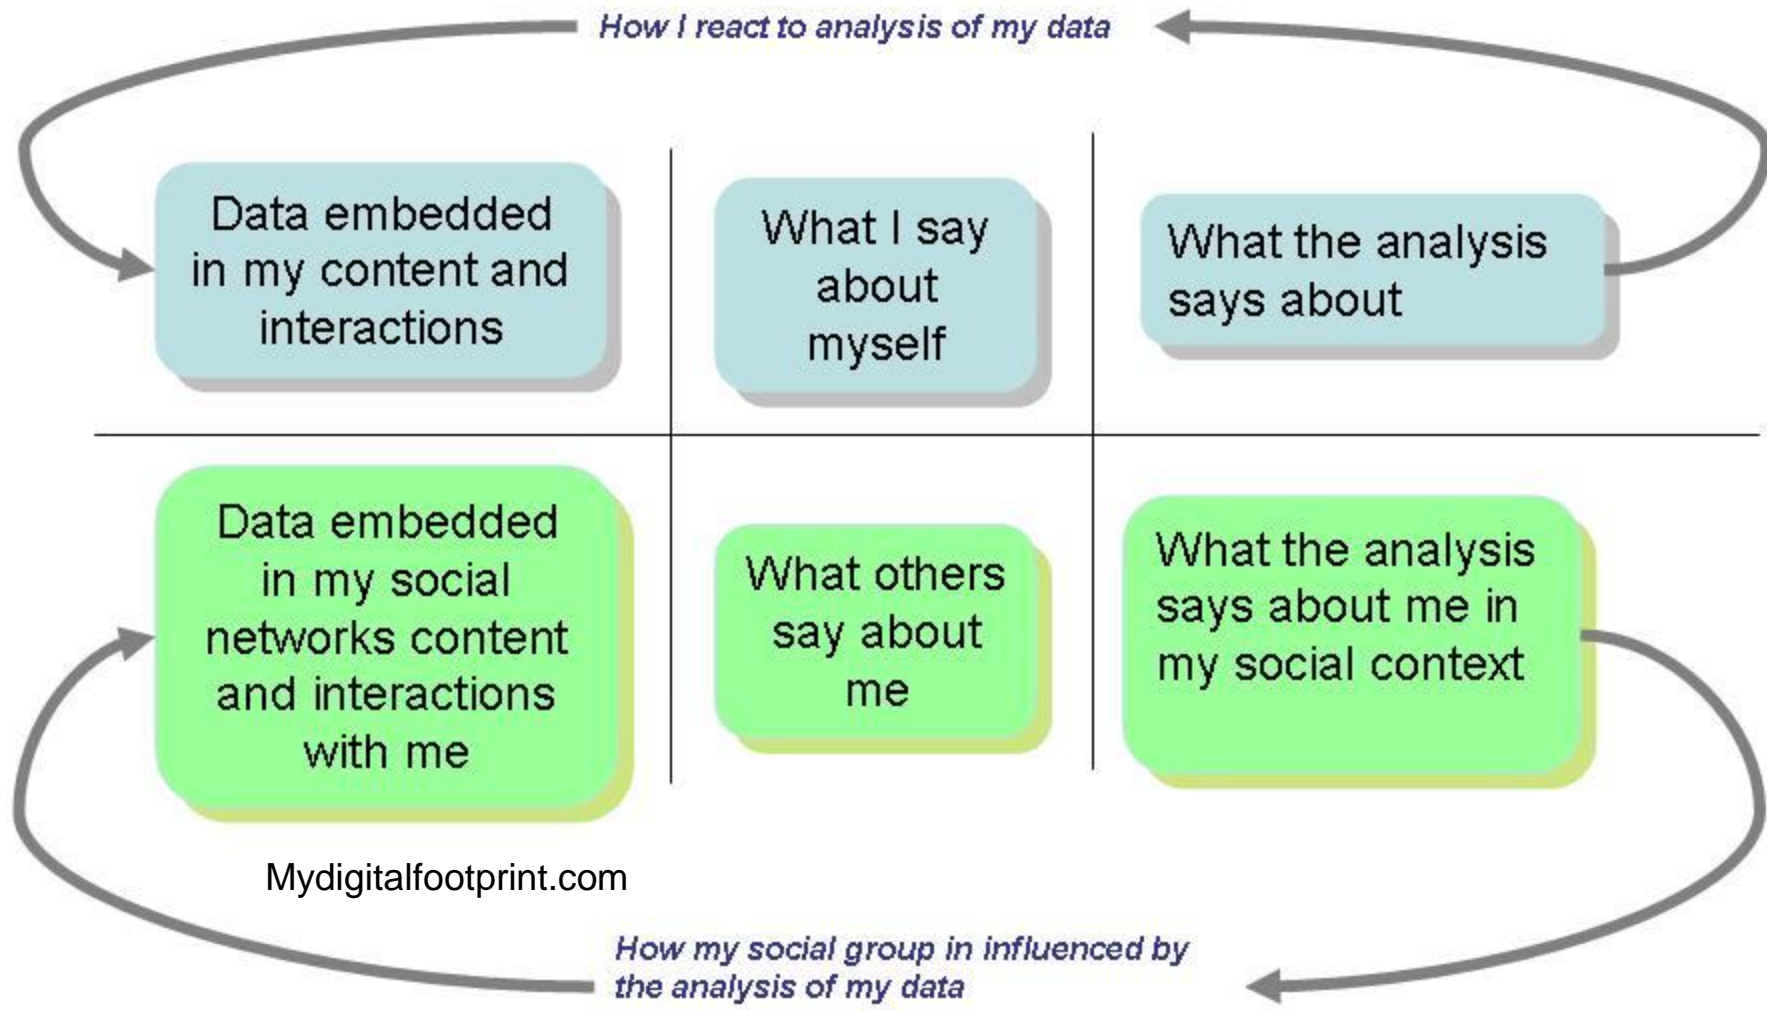 How I react to analysis of my data
Data embedded
in my content and
interactions
What I say
about
myself
What the analysis
says about
Data embedded
in my social
networks content
and interactions
with me
What others
say about
me
What the analysis
says about me in
my social context
Mydigitalfootprint.com
How my social group in influenced by
the analysis of my data